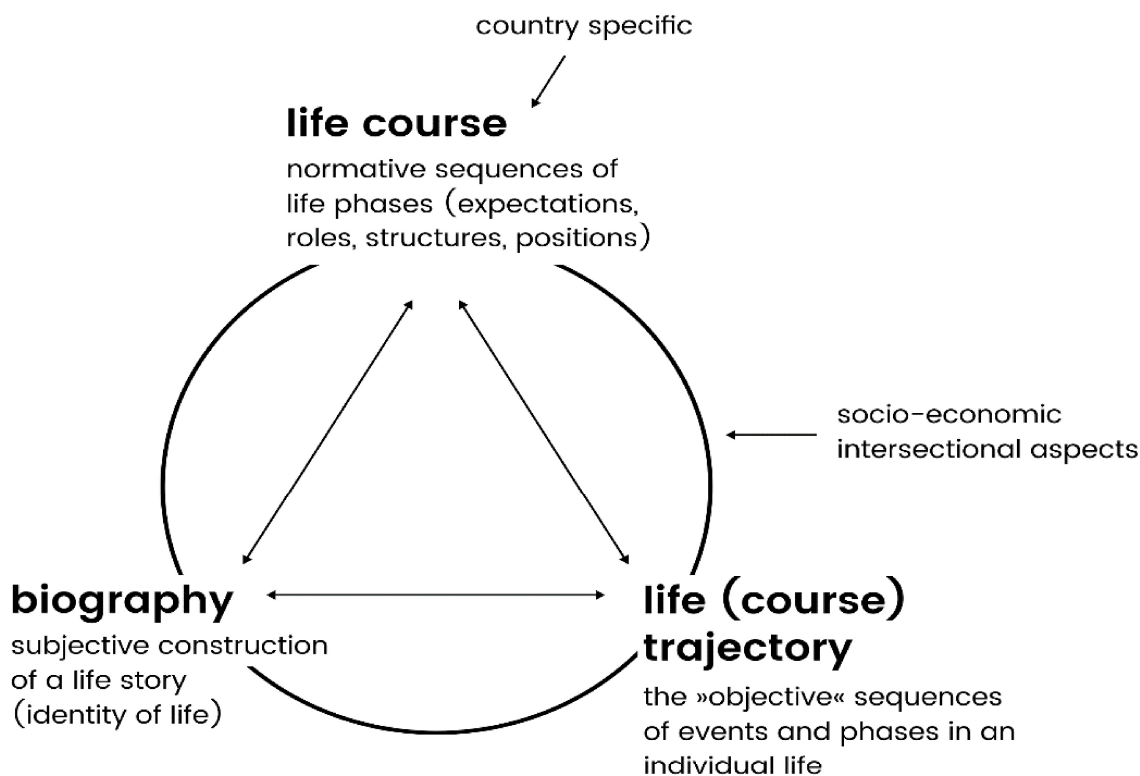 country specific
life course
normative sequences of
life phases (expectations,
roles, structures, positions)
socio-economic
intersectional aspects
biography
subjective construction
of a life story
(identity of life)
life (course)
trajectory
the »objective« sequences
of events and phases in an
individual life